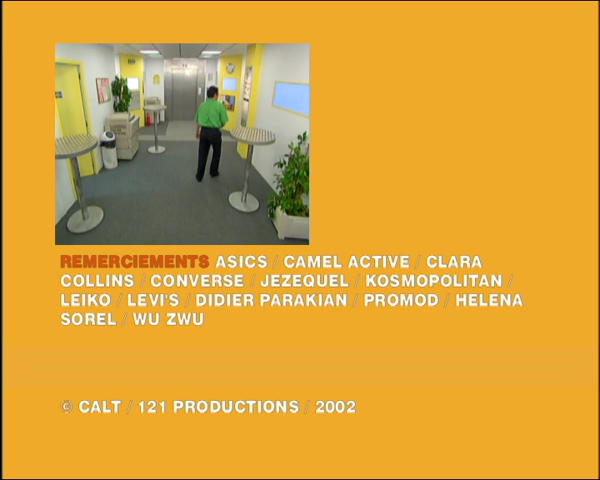 REMERCIEMENTS ASICS / CAMEL ACTIVE / CLARA
COLLINS / CONVERSE / JEZEQUEL / KOSMOPOLITAN /
LEIKO / LEVI'S / DIDIER PARAKIAN / PROMOD / HELENA
SOREL / WU ZWU
© CALT / 121 PRODUCTIONS / 2002